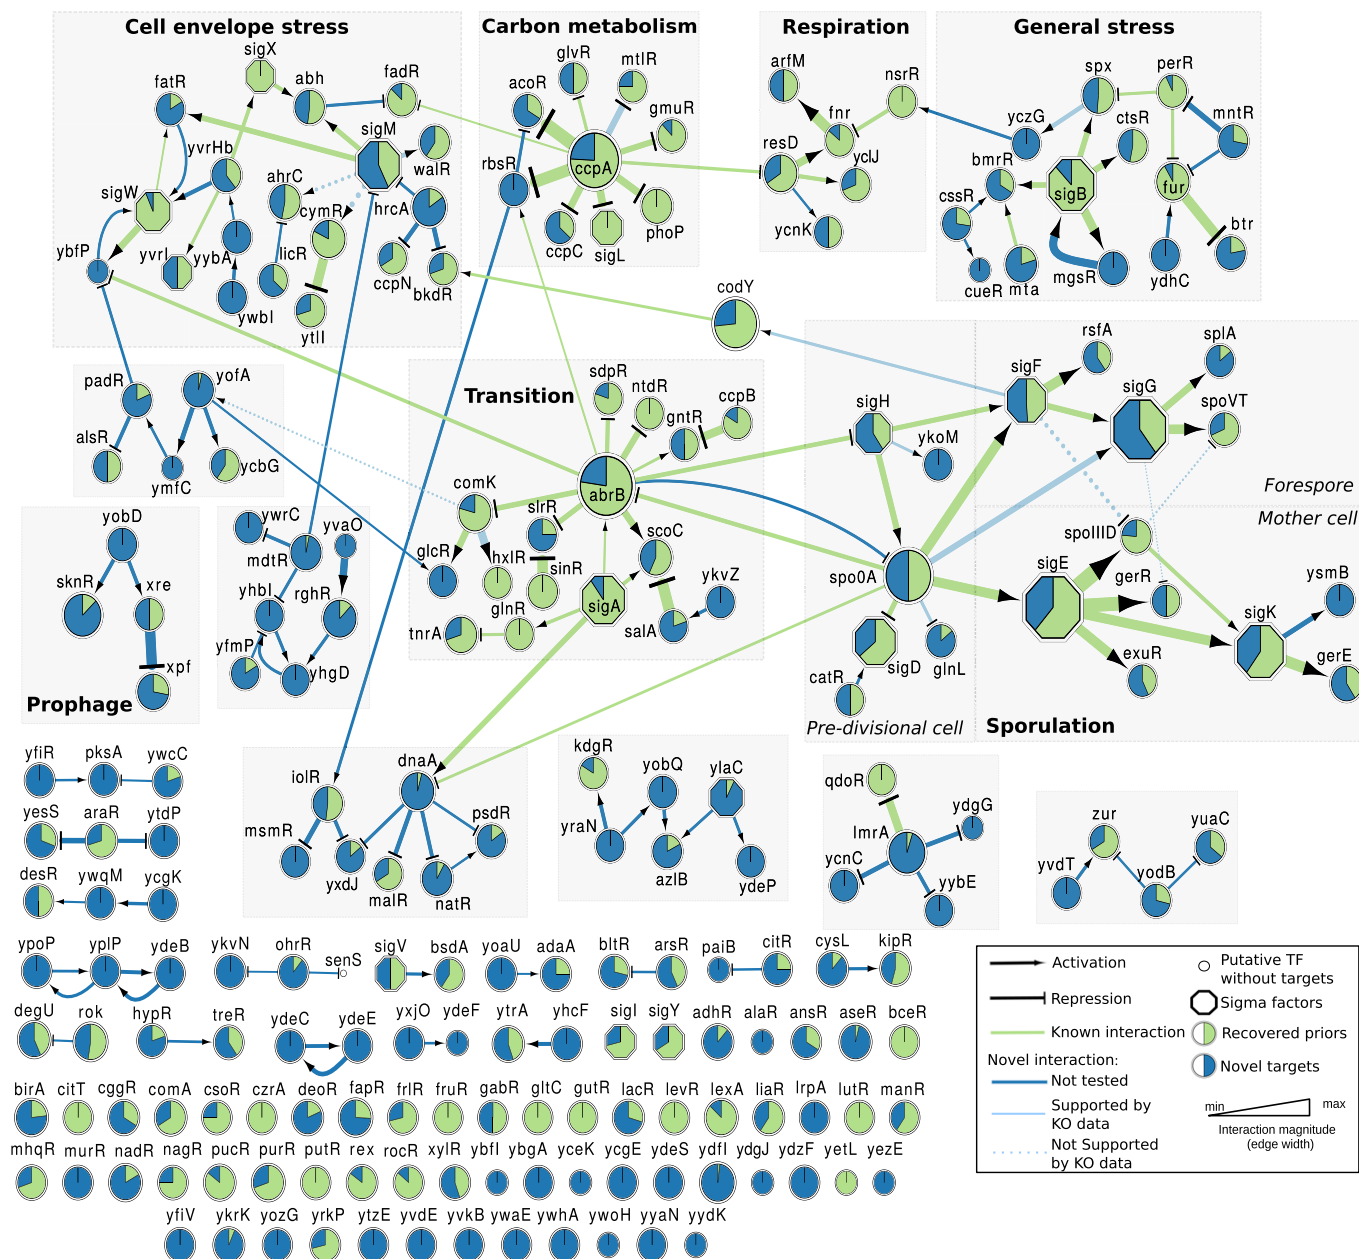 Cell envelope stress
Carbon metabolism
Respiration
General stress
sigX
fatR
abh
fadR
yvrHb
sigM
walR
ahrC
sigW
cymR
hrcA
ybfP
yvrI
yybA
licR
ccpN
bkdR
ywbI
ytlI
glvR
mtlR
acoR
gmuR
rbsR
ccpA
phoP
ccpC
sigL
arfM
nsrR
fnr
resD
yclJ
ycnK
spx
perR
yczG
ctsR
mntR
bmrR
cssR
sigB
fur
btr
cueR
mta
mgsR
ydhC
codY
padR
yofA
alsR
ymfC
ycbG
Transition
sdpR
ntdR
ccpB
gntR
abrB
comK
slrR
scoC
glcR
hxlR
sinR
ykvZ
sigA
glnR
tnrA
salA
rsfA
splA
sigF
sigG
sigH
spoVT
ykoM
Forespore
Mother cell
spoIIID
spo0A
sigE
gerR
ysmB
sigK
sigD
glnL
catR
exuR
gerE
Pre-divisional cell
Sporulation
yobD
sknR
xre
xpf
Prophage
ywrC
yvaO
mdtR
yhbI
rghR
yfmP
yhgD
yfiR
pksA
ywcC
yesS
araR
ytdP
desR
ywqM
ycgK
dnaA
iolR
msmR
psdR
yxdJ
malR
natR
kdgR
yobQ
ylaC
yraN
azlB
ydeP
qdoR
ydgG
lmrA
ycnC
yybE
zur
yuaC
yvdT
yodB
ypoP
yplP
ydeB
ykvN
ohrR
senS
sigV
bsdA
yoaU
adaA
bltR
arsR
paiB
citR
cysL
kipR
degU
rok
hypR
treR
ydeC
ydeE
yxjO
ydeF
ytrA
yhcF
sigI
sigY
adhR
alaR
ansR
aseR
bceR
birA
citT
cggR
comA
csoR
czrA
deoR
fapR
frlR
fruR
gabR
gltC
gutR
lacR
levR
lexA
liaR
lrpA
lutR
manR
mhqR
murR
nadR
nagR
pucR
purR
putR
rex
rocR
xylR
ybfI
ybgA
yceK
ycgE
ydeS
ydfI
ydgJ
ydzF
yetL
yezE
yfiV
ykrK
yozG
yrkP
ytzE
yvdE
yvkB
ywaE
ywhA
ywoH
yyaN
yydK
Activation
Repression
Known interaction
Novel interaction:
Not tested
Supported by
KO data
Not Supported
by KO data
Putative TF
without targets
Sigma factors
Recovered priors
Novel targets
min
max
Interaction magnitude
(edge width)